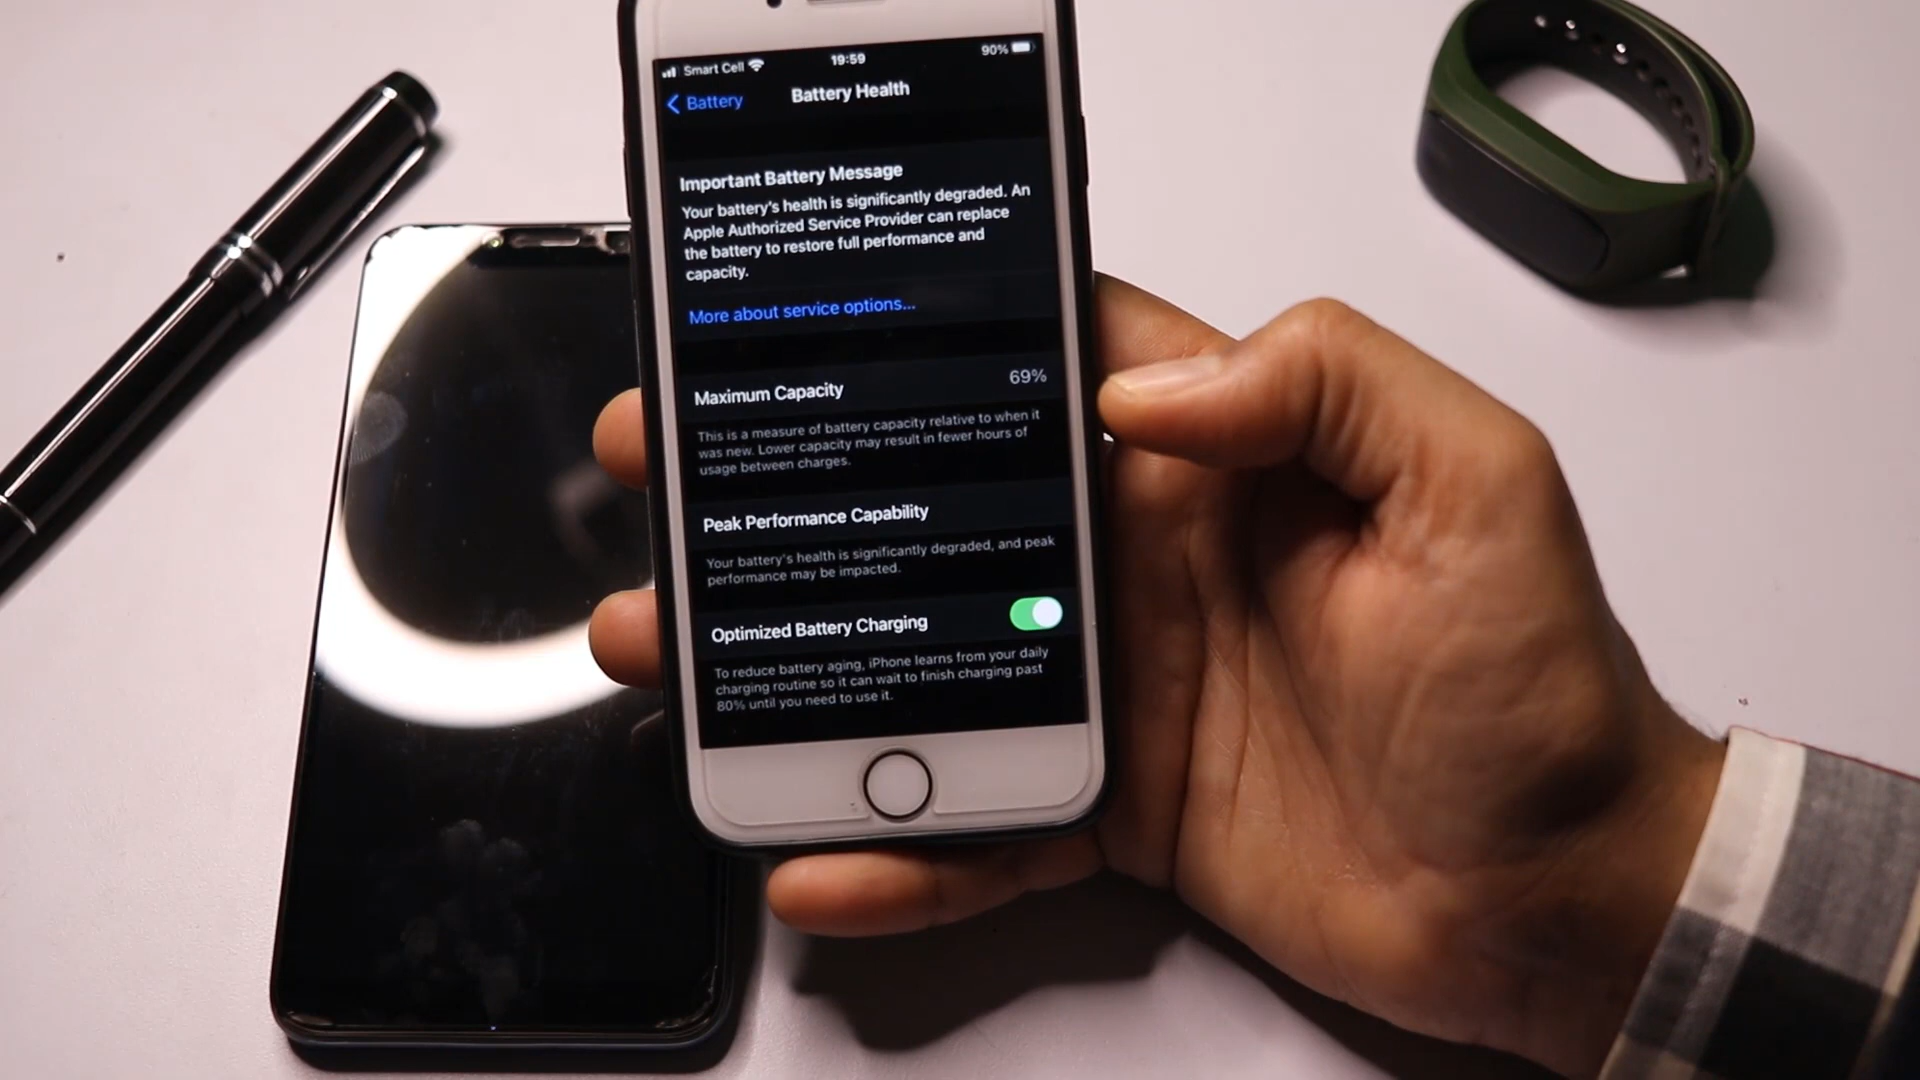 Smart Cell 19:59 90%
Battery Battery Health
Important Battery Message
Your battery's health is significantly degraded. An
Apple Authorized Service Provider can replace
the battery to restore full performance and
capacity.
More about service options...
Maximum Capacity 69%
This is a measure of battery capacity relative to when it
was new. Lower capacity may result in fewer hours of
usage between charges.
Peak Performance Capability
Your battery's health is significantly degraded, and peak
performance may be impacted.
Optimized Battery Charging
To reduce battery aging, iPhone learns from your daily
charging routine so it can wait to finish charging past
80% until you need to use it.